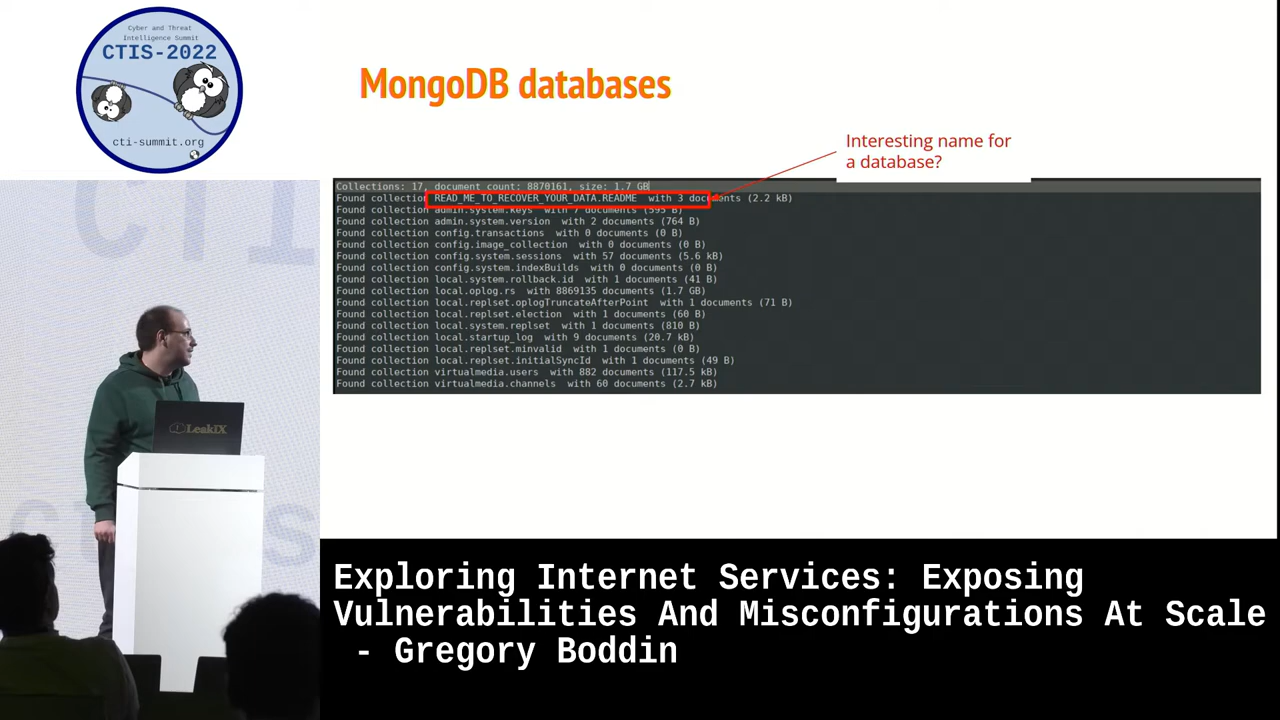 Cyber and Threat
Intelligence Summit
CTIS-2022
cti-summit.org
MongoDB databases
Interesting name for
a database?
Collections: 17, document count: 8870161, size: 1.7 GB
Found collection READ_ME_TO_RECOVER_YOUR_DATA.README with 3 documents (2.2 kB)
Found collection admin.system.keys with 7 documents (595 B)
Found collection admin.system.version with 2 documents (764 B)
Found collection config.transactions with 0 documents (0 B)
Found collection config.image_collection with 0 documents (0 B)
Found collection config.system.sessions with 57 documents (5.6 kB)
Found collection config.system.indexBuilds with 0 documents (0 B)
Found collection local.system.rollback.id with 1 documents (41 B)
Found collection local.oplog.rs with 8869135 documents (1.7 GB)
Found collection local.replset.oplogTruncateAfterPoint with 1 documents (71 B)
Found collection local.replset.election with 1 documents (60 B)
Found collection local.system.replset with 1 documents (810 B)
Found collection local.startup_log with 9 documents (20.7 kB)
Found collection local.replset.minvalid with 1 documents (0 B)
Found collection local.replset.initialSyncId with 1 documents (49 B)
Found collection virtualmedia.users with 882 documents (117.5 kB)
Found collection virtualmedia.channels with 60 documents (2.7 kB)
CTI
LeakIX
Exploring Internet Services: Exposing
Vulnerabilities And Misconfigurations At Scale
- Gregory Boddin